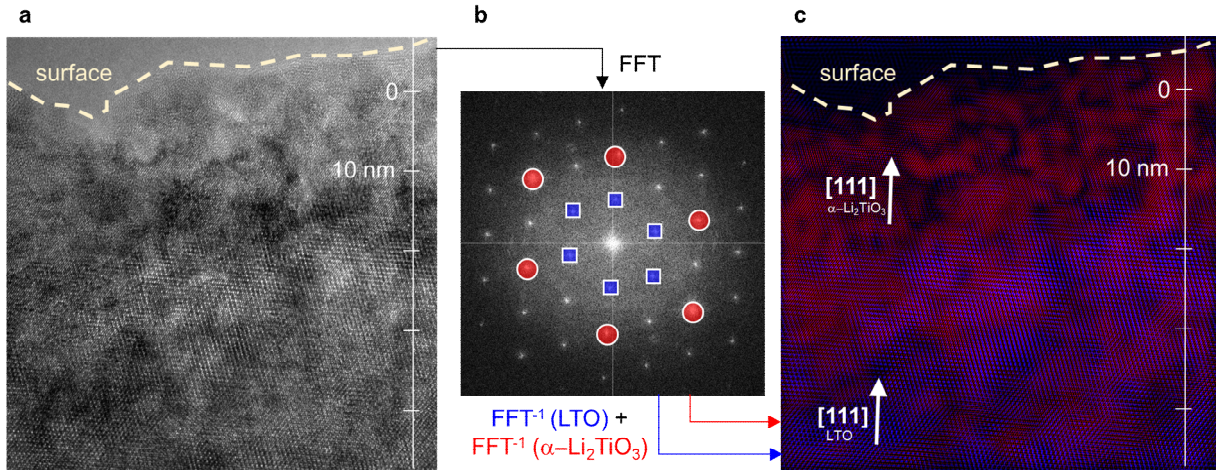 a
b
c
surface
0
10 nm
FFT
FFT⁻¹ (LTO) +
FFT⁻¹ (α–Li₂TiO₃)
surface
0
10 nm
[111]
α–Li₂TiO₃
[111]
LTO